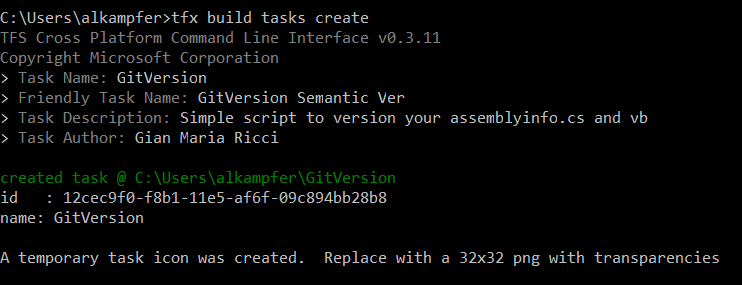 C:\Users\alkampfer>tfx build tasks create
TFS Cross Platform Command Line Interface v0.3.11
Copyright Microsoft Corporation
> Task Name: GitVersion
> Friendly Task Name: GitVersion Semantic Ver
> Task Description: Simple script to version your assemblyinfo.cs and vb
> Task Author: Gian Maria Ricci
created task @ C:\Users\alkampfer\GitVersion
id   : 12cec9f0-f8b1-11e5-af6f-09c894bb28b8
name: GitVersion
A temporary task icon was created.  Replace with a 32x32 png with transparencies